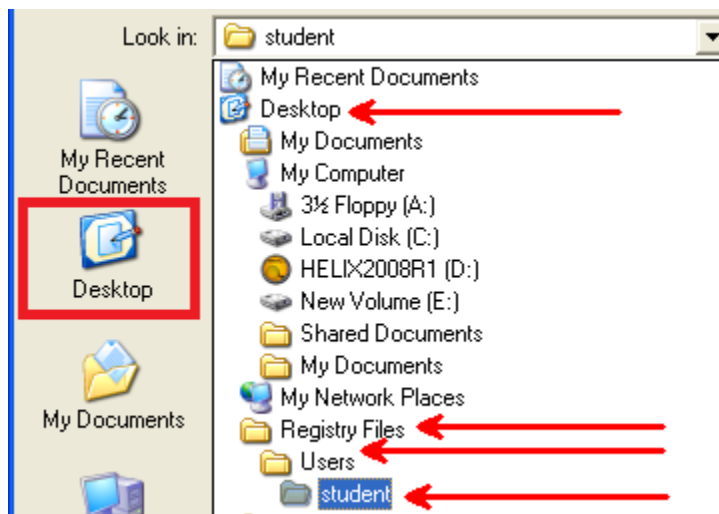 Look in: student
My Recent Documents
Desktop
My Documents
My Computer
3½ Floppy (A:)
Local Disk (C:)
HELIX2008R1 (D:)
New Volume (E:)
Shared Documents
My Documents
My Network Places
Registry Files
Users
student
My Recent
Documents
Desktop
My Documents